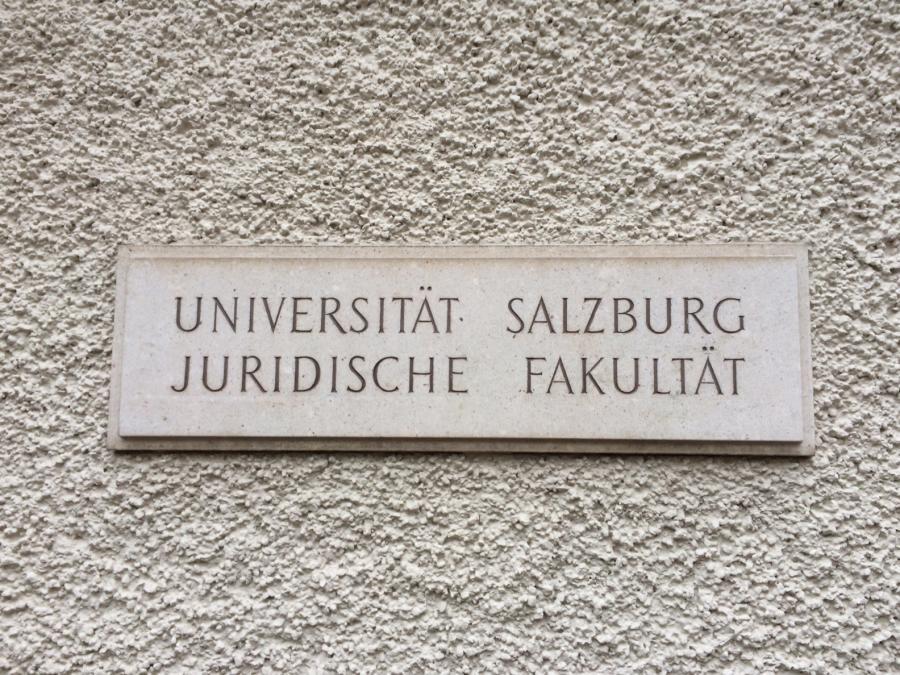 UNIVERSITÄT SALZBURG
JURIDISCHE FAKULTÄT